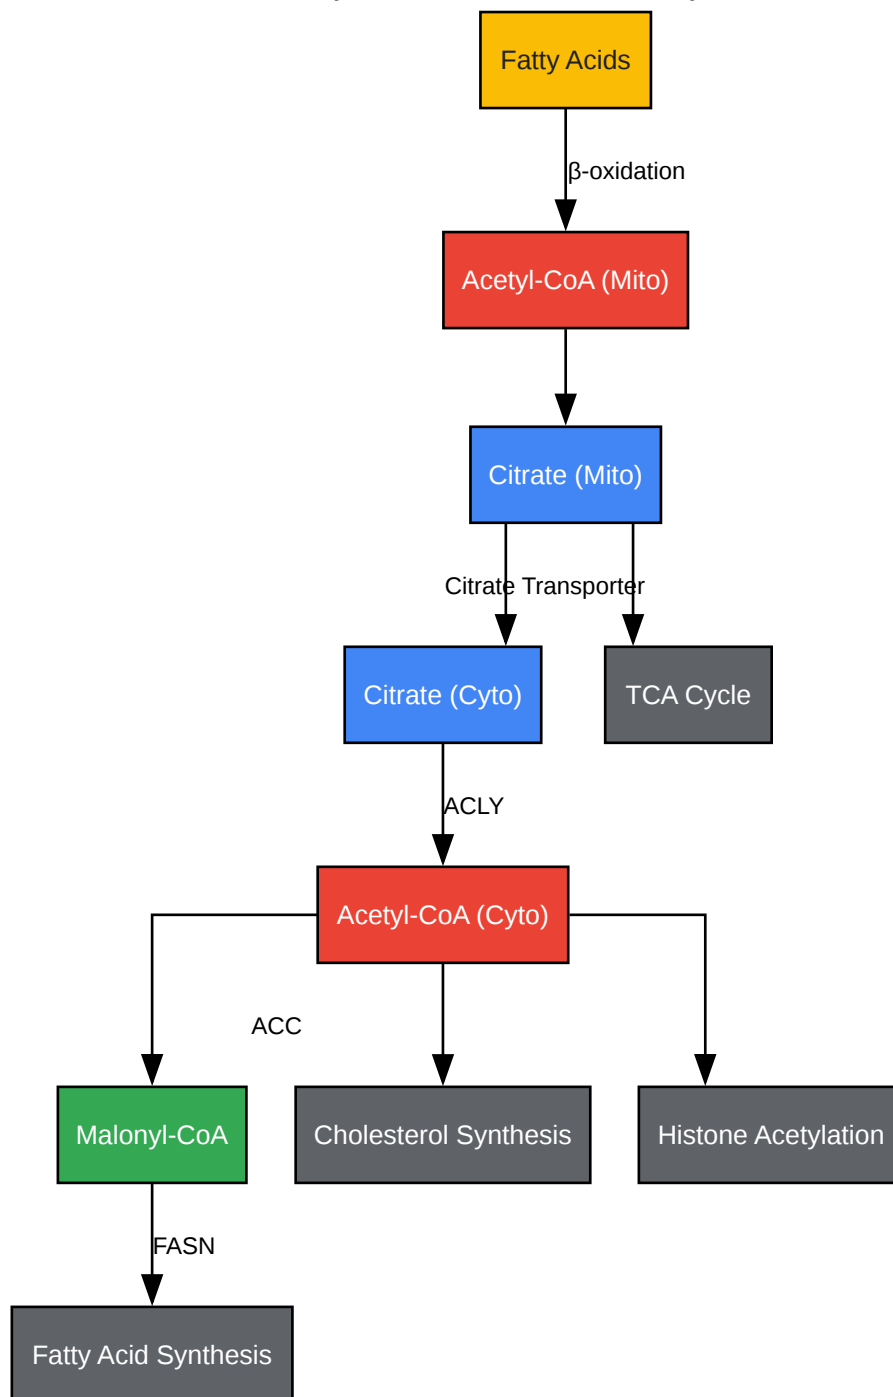 Fatty Acids
β-oxidation
Acetyl-CoA (Mito)
Citrate (Mito)
Citrate Transporter
Citrate (Cyto)
TCA Cycle
ACLY
Acetyl-CoA (Cyto)
ACC
Malonyl-CoA
Cholesterol Synthesis
Histone Acetylation
FASN
Fatty Acid Synthesis